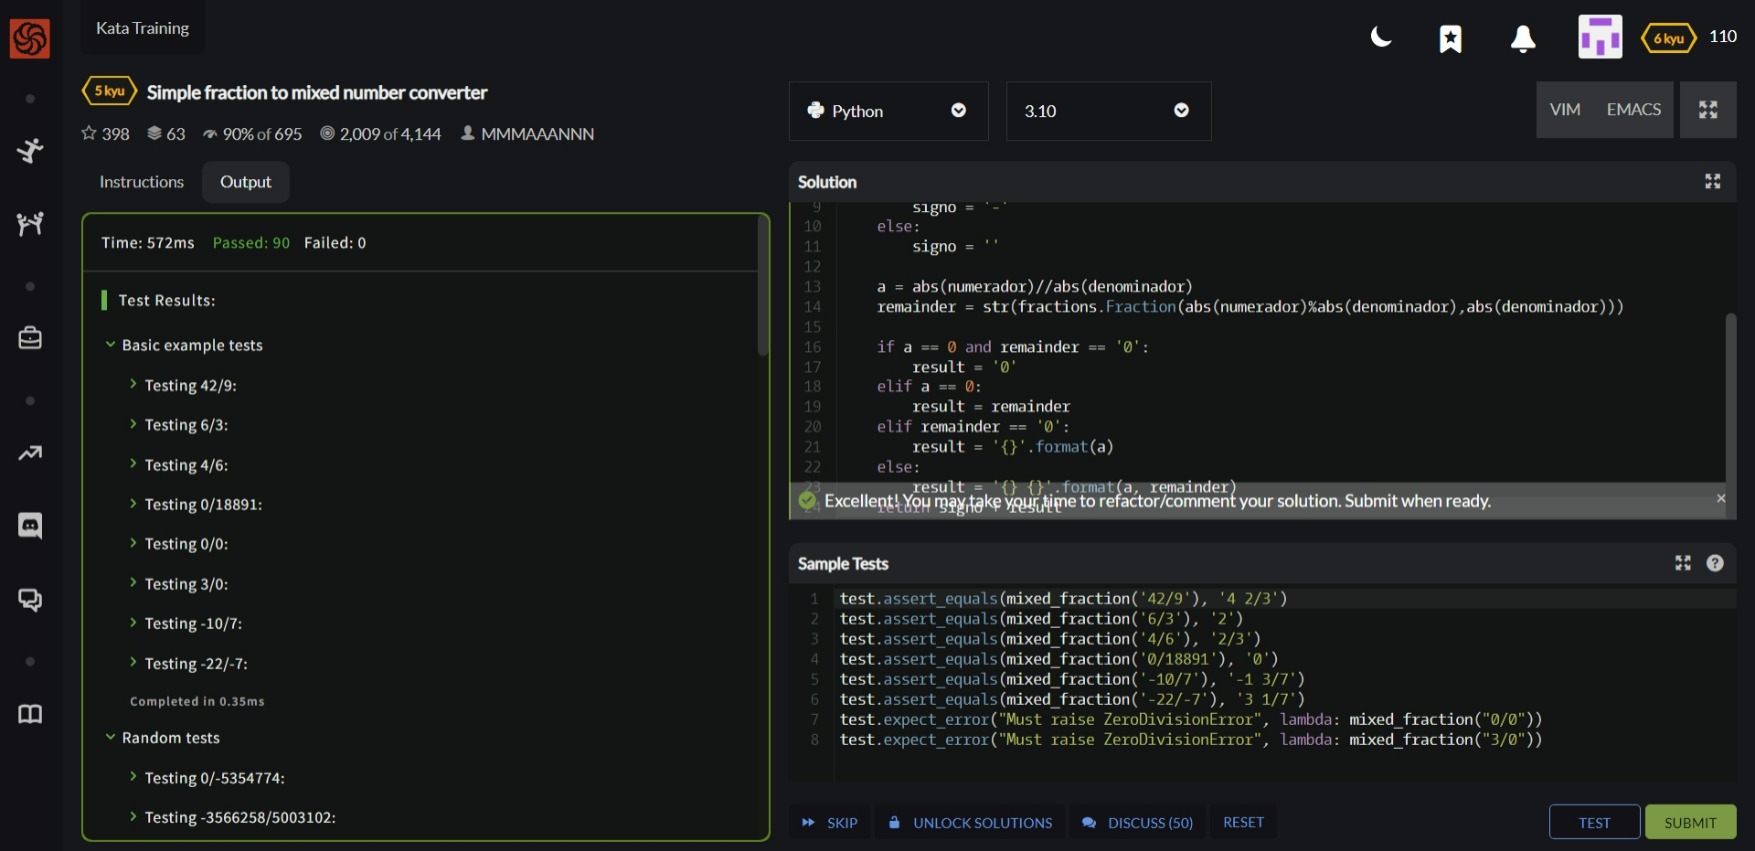 Kata Training
6 kyu
110
5 kyu
Simple fraction to mixed number converter
398 63 90% of 695 2,009 of 4,144 MMMAAANNN
Instructions
Output
Time: 572ms Passed: 90 Failed: 0
Test Results:
Basic example tests
Testing 42/9:
Testing 6/3:
Testing 4/6:
Testing 0/18891:
Testing 0/0:
Testing 3/0:
Testing -10/7:
Testing -22/-7:
Completed in 0.35ms
Random tests
Testing 0/-5354774:
Testing -3566258/5003102:
Python
3.10
VIM
EMACS
Solution
9 signo = '-'
10 else:
11 signo = ''
12
13 a = abs(numerador)//abs(denominador)
14 remainder = str(fractions.Fraction(abs(numerador)%abs(denominador),abs(denominador)))
15
16 if a == 0 and remainder == '0':
17 result = '0'
18 elif a == 0:
19 result = remainder
20 elif remainder == '0':
21 result = '{}'.format(a)
22 else:
23 result = '{} {}'.format(a, remainder)
24 return signo + result
Excellent! You may take your time to refactor/comment your solution. Submit when ready.
×
Sample Tests
?
1 test.assert_equals(mixed_fraction('42/9'), '4 2/3')
2 test.assert_equals(mixed_fraction('6/3'), '2')
3 test.assert_equals(mixed_fraction('4/6'), '2/3')
4 test.assert_equals(mixed_fraction('0/18891'), '0')
5 test.assert_equals(mixed_fraction('-10/7'), '-1 3/7')
6 test.assert_equals(mixed_fraction('-22/-7'), '3 1/7')
7 test.expect_error("Must raise ZeroDivisionError", lambda: mixed_fraction("0/0"))
8 test.expect_error("Must raise ZeroDivisionError", lambda: mixed_fraction("3/0"))
SKIP
UNLOCK SOLUTIONS
DISCUSS (50)
RESET
TEST
SUBMIT